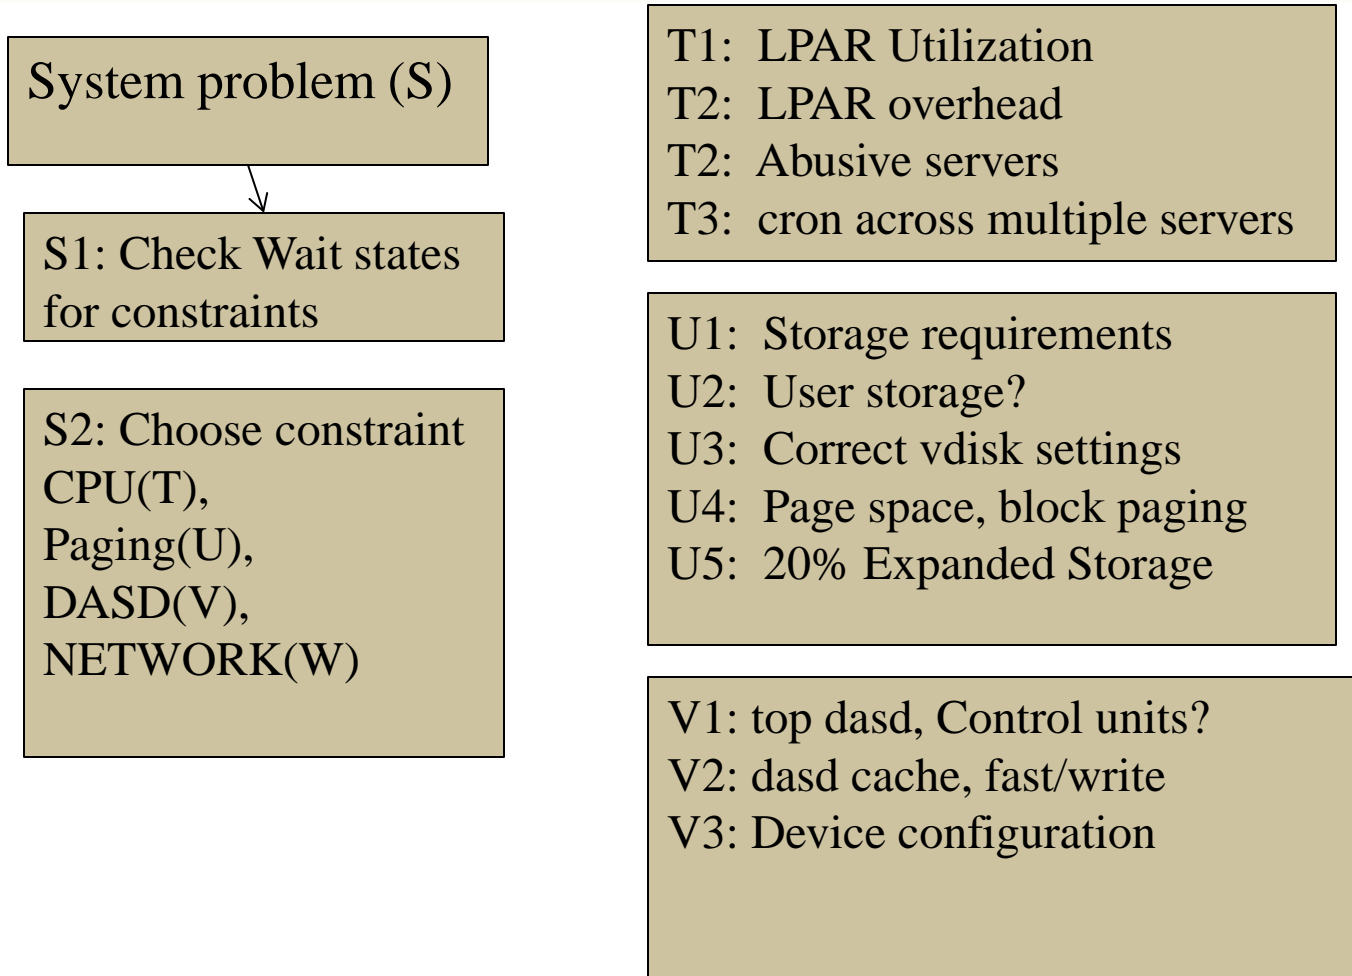 System problem (S)
S1: Check Wait states
for constraints
S2: Choose constraint
CPU(T),
Paging(U),
DASD(V),
NETWORK(W)
T1: LPAR Utilization
T2: LPAR overhead
T2: Abusive servers
T3: cron across multiple servers
U1: Storage requirements
U2: User storage?
U3: Correct vdisk settings
U4: Page space, block paging
U5: 20% Expanded Storage
V1: top dasd, Control units?
V2: dasd cache, fast/write
V3: Device configuration